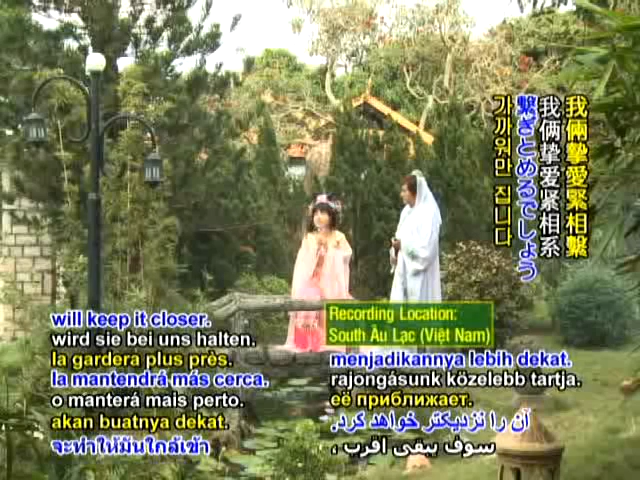 我倆摯愛緊相繫
我俩挚爱紧相系
繋ぎとめるでしょう
가까워만 집니다
Recording Location:
South Âu Lạc (Việt Nam)
will keep it closer.
wird sie bei uns halten.
la gardera plus près.
la mantendrá más cerca.
o manterá mais perto.
akan buatnya dekat.
จะทำให้มันใกล้เข้า
menjadikannya lebih dekat.
rajongásunk közelebb tartja.
её приближает.
آن را نزدیکتر خواهد کرد.
سوف يبقى أقرب ،